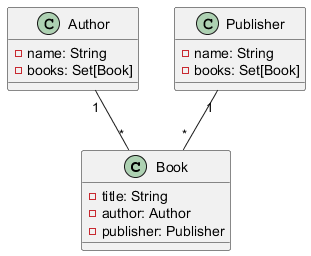 C Author
name: String
books: Set[Book]
C Publisher
name: String
books: Set[Book]
1
*
1
*
C Book
title: String
author: Author
publisher: Publisher